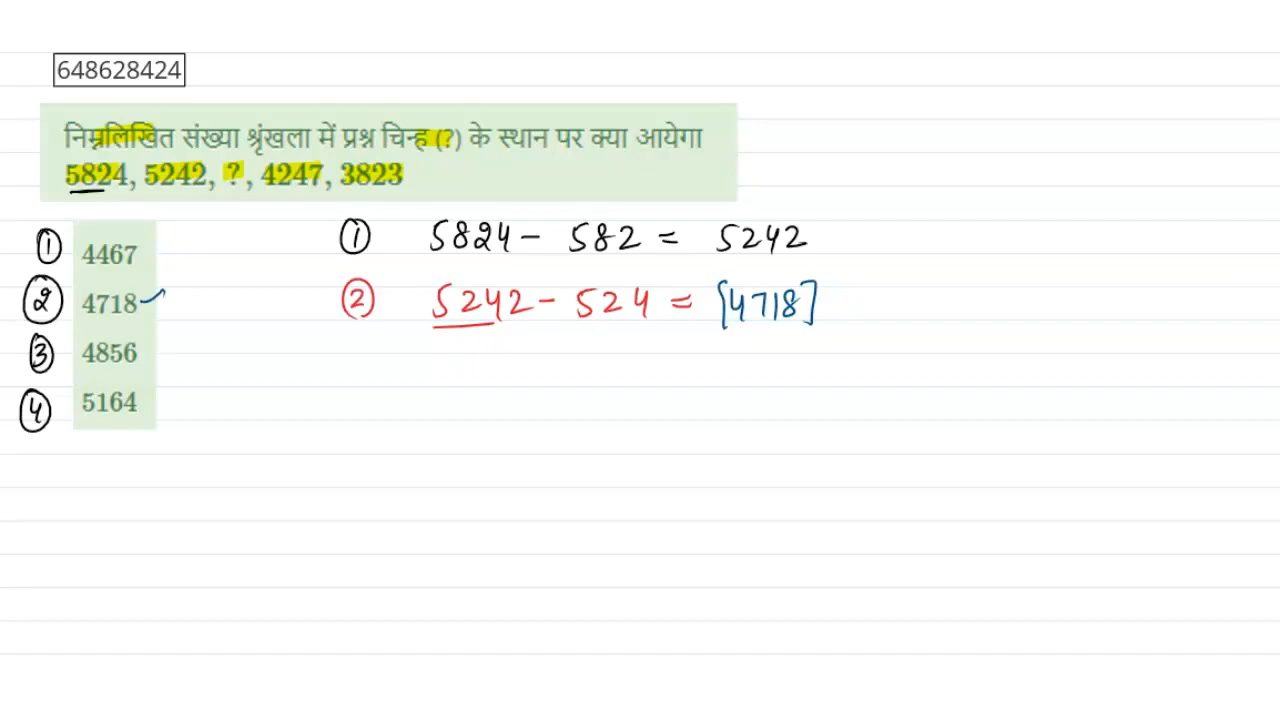 648628424
निम्नलिखित संख्या श्रृंखला में प्रश्न चिन्ह (?) के स्थान पर क्या आयेगा
5824, 5242, ?, 4247, 3823
① 4467
② 4718
③ 4856
④ 5164
① 5824 - 582 = 5242
② 5242 - 524 = [4718]